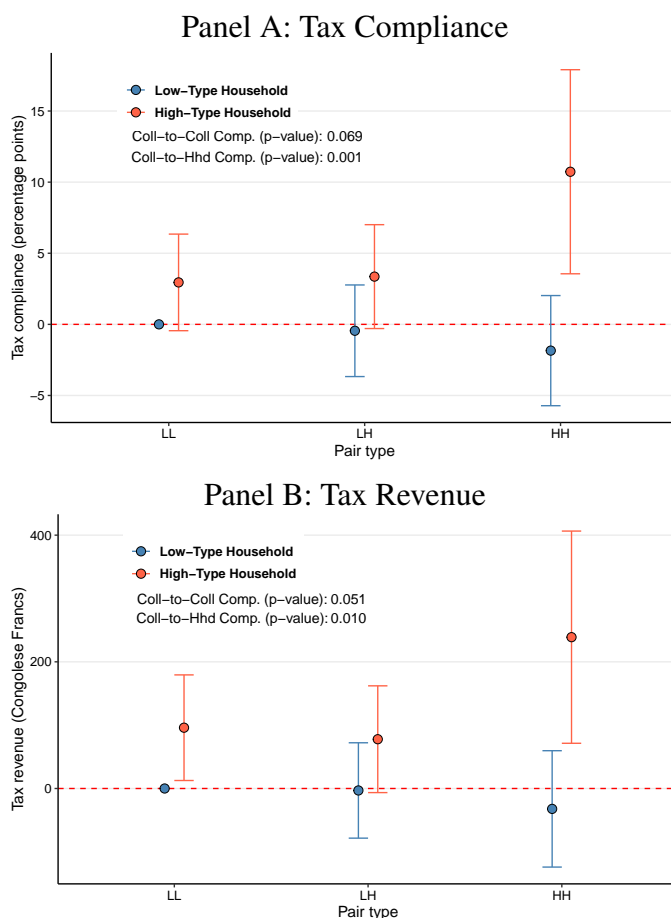 Panel A: Tax Compliance
Low−Type Household
High−Type Household
Coll−to−Coll Comp. (p−value): 0.069
Coll−to−Hhd Comp. (p−value): 0.001
Tax compliance (percentage points)
15
10
5
0
−5
LL
LH
HH
Pair type
Panel B: Tax Revenue
Low−Type Household
High−Type Household
Coll−to−Coll Comp. (p−value): 0.051
Coll−to−Hhd Comp. (p−value): 0.010
Tax revenue (Congolese Francs)
400
200
0
LL
LH
HH
Pair type